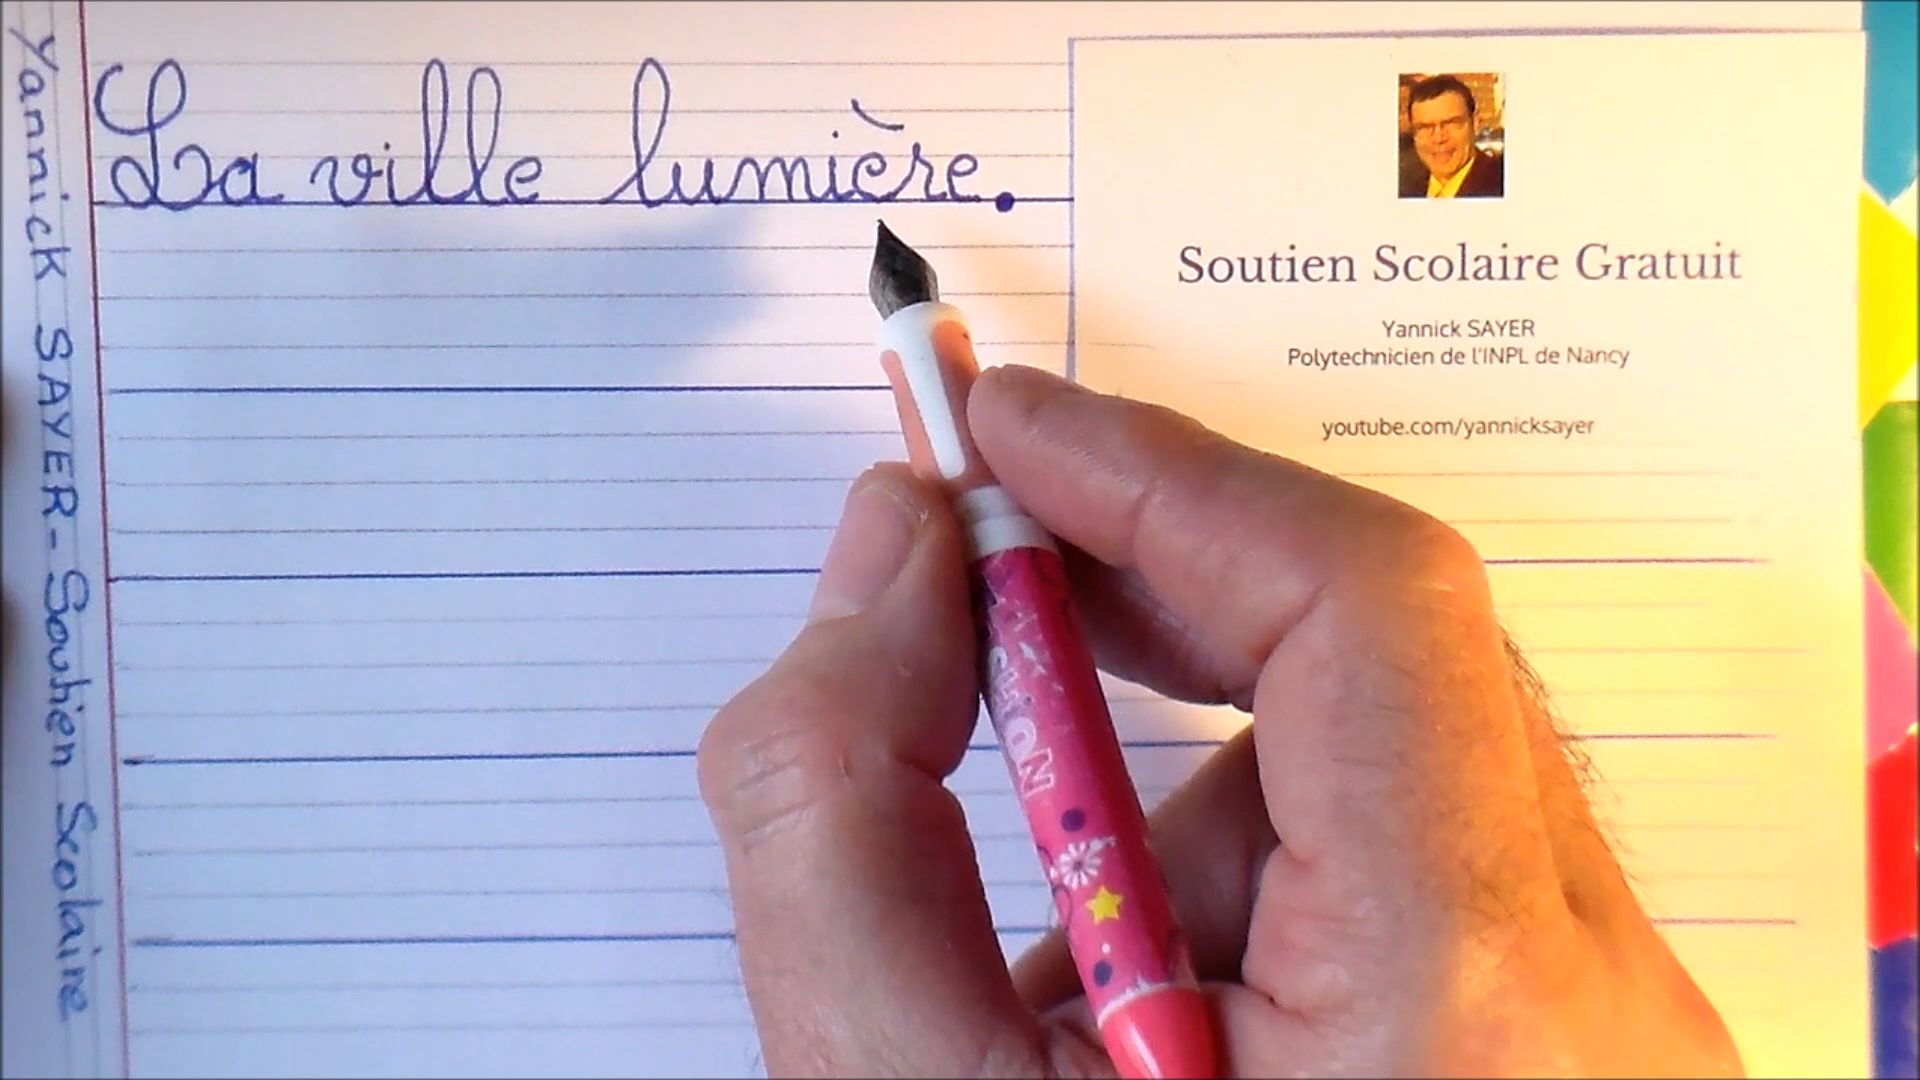 La ville lumière.
Yannick SAYER - Soutien Scolaire
Soutien Scolaire Gratuit
Yannick SAYER
Polytechnicien de l'INPL de Nancy
youtube.com/yannicksayer